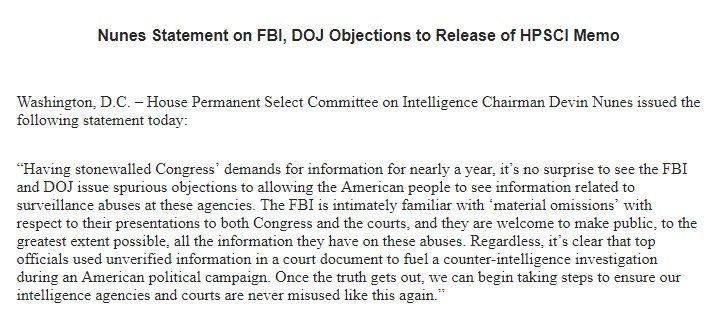 Nunes Statement on FBI, DOJ Objections to Release of HPSCI Memo
Washington, D.C. – House Permanent Select Committee on Intelligence Chairman Devin Nunes issued the
following statement today:
“Having stonewalled Congress’ demands for information for nearly a year, it’s no surprise to see the FBI
and DOJ issue spurious objections to allowing the American people to see information related to
surveillance abuses at these agencies. The FBI is intimately familiar with ‘material omissions’ with
respect to their presentations to both Congress and the courts, and they are welcome to make public, to the
greatest extent possible, all the information they have on these abuses. Regardless, it’s clear that top
officials used unverified information in a court document to fuel a counter-intelligence investigation
during an American political campaign. Once the truth gets out, we can begin taking steps to ensure our
intelligence agencies and courts are never misused like this again.”